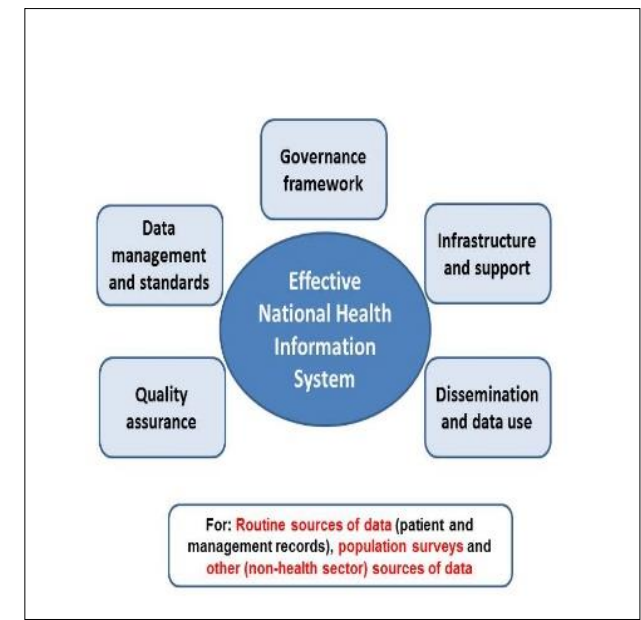 Governance
framework
Data
management
and standards
Infrastructure
and support
Effective
National Health
Information
System
Quality
assurance
Dissemination
and data use
For: Routine sources of data (patient and
management records), population surveys and
other (non-health sector) sources of data